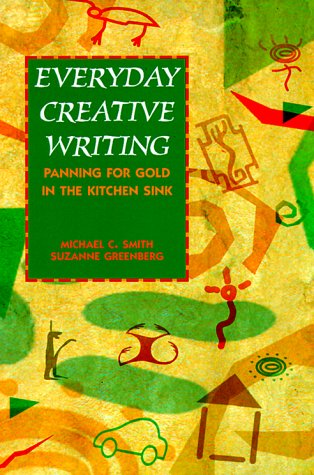 EVERYDAY
CREATIVE
WRITING
PANNING FOR GOLD
IN THE KITCHEN SINK
MICHAEL C. SMITH
SUZANNE GREENBERG